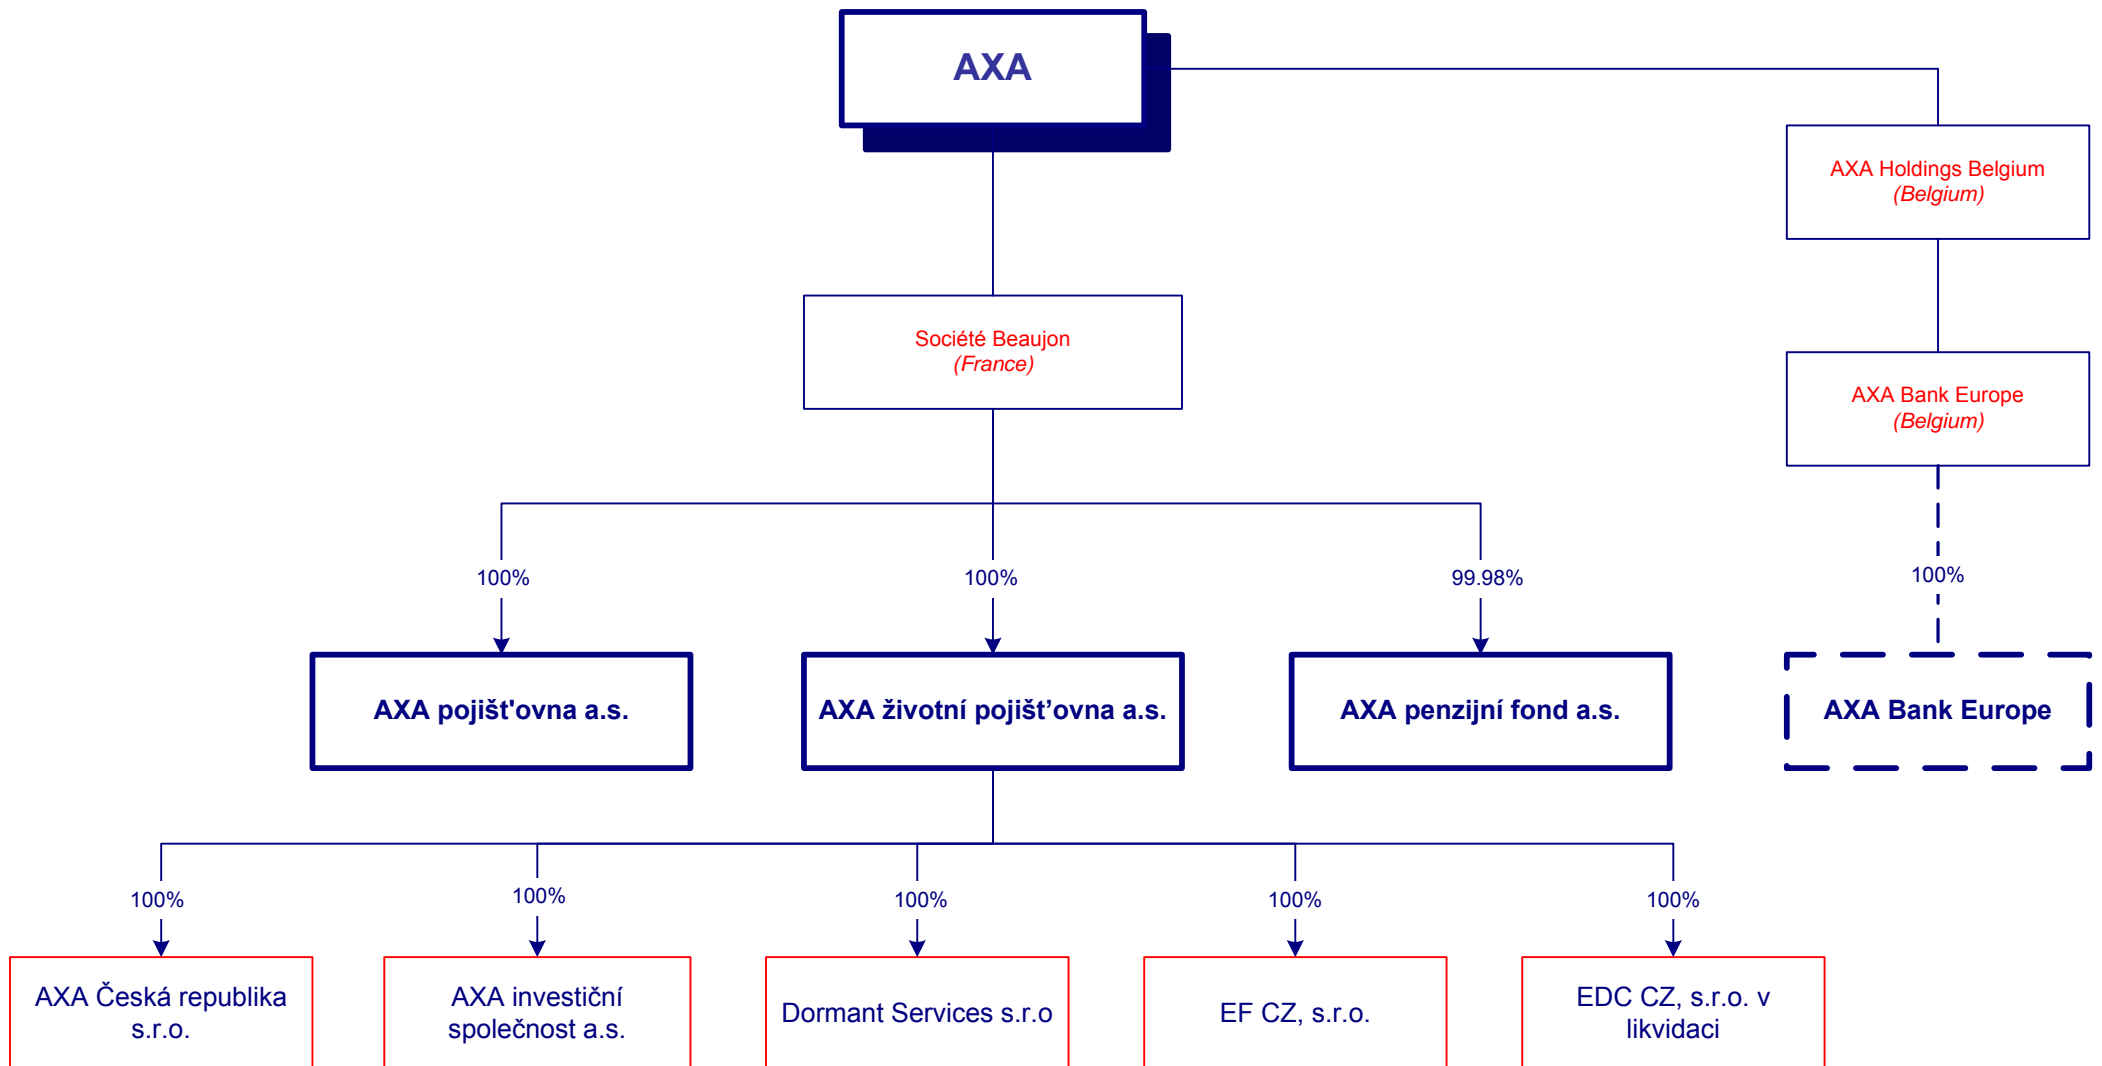 AXA
AXA Holdings Belgium
(Belgium)
Société Beaujon
(France)
AXA Bank Europe
(Belgium)
100%
100%
99.98%
100%
AXA pojišt'ovna a.s.
AXA životní pojišt’ovna a.s.
AXA penzijní fond a.s.
AXA Bank Europe
100%
100%
100%
100%
100%
AXA Česká republika
s.r.o.
AXA investiční
společnost a.s.
Dormant Services s.r.o
EF CZ, s.r.o.
EDC CZ, s.r.o. v
likvidaci